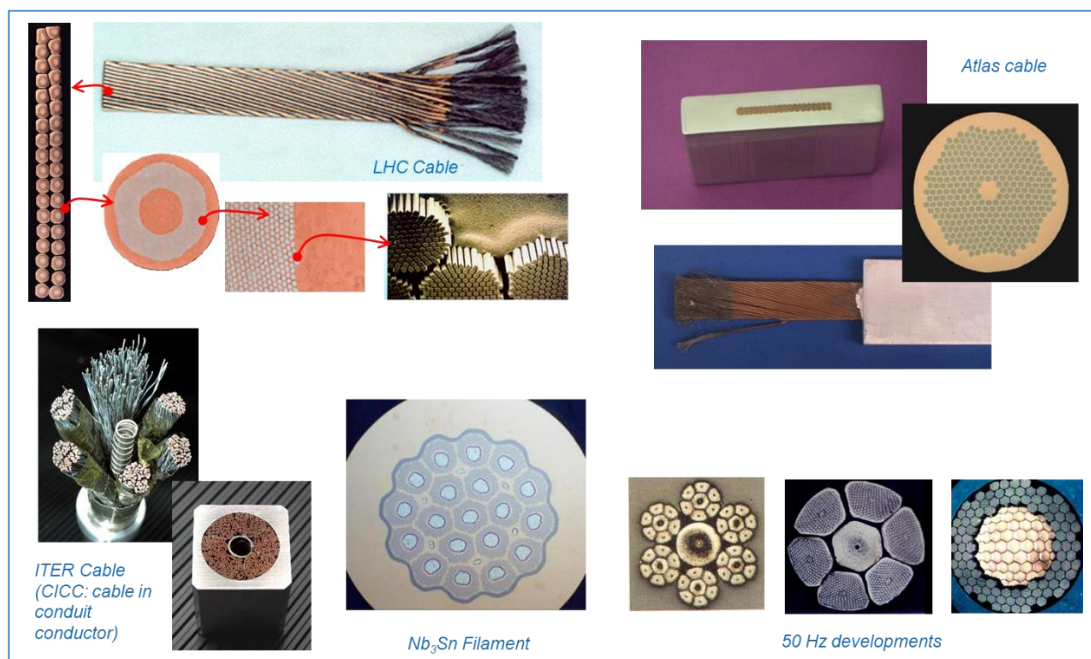 LHC Cable
Atlas cable
ITER Cable
(CICC: cable in
conduit
conductor)
Nb₃Sn Filament
50 Hz developments